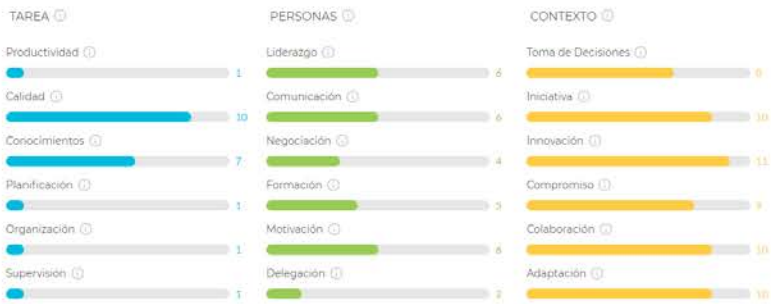 TAREA
PERSONAS
CONTEXTO
Productividad
1
Calidad
10
Conocimientos
7
Planificación
1
Organización
1
Supervisión
1
Liderazgo
6
Comunicación
6
Negociación
4
Formación
5
Motivación
6
Delegación
2
Toma de Decisiones
8
Iniciativa
10
Innovación
11
Compromiso
9
Colaboración
10
Adaptación
10